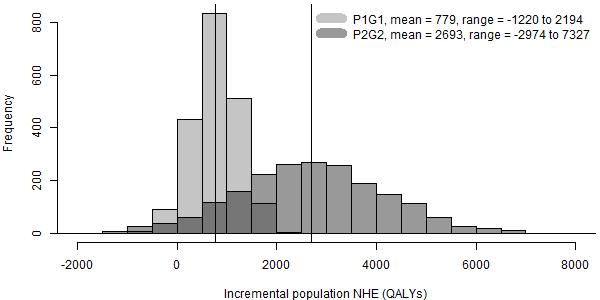 P1G1, mean = 779, range = -1220 to 2194
P2G2, mean = 2693, range = -2974 to 7327
Frequency
800
600
400
200
0
-2000 0 2000 4000 6000 8000
Incremental population NHE (QALYs)